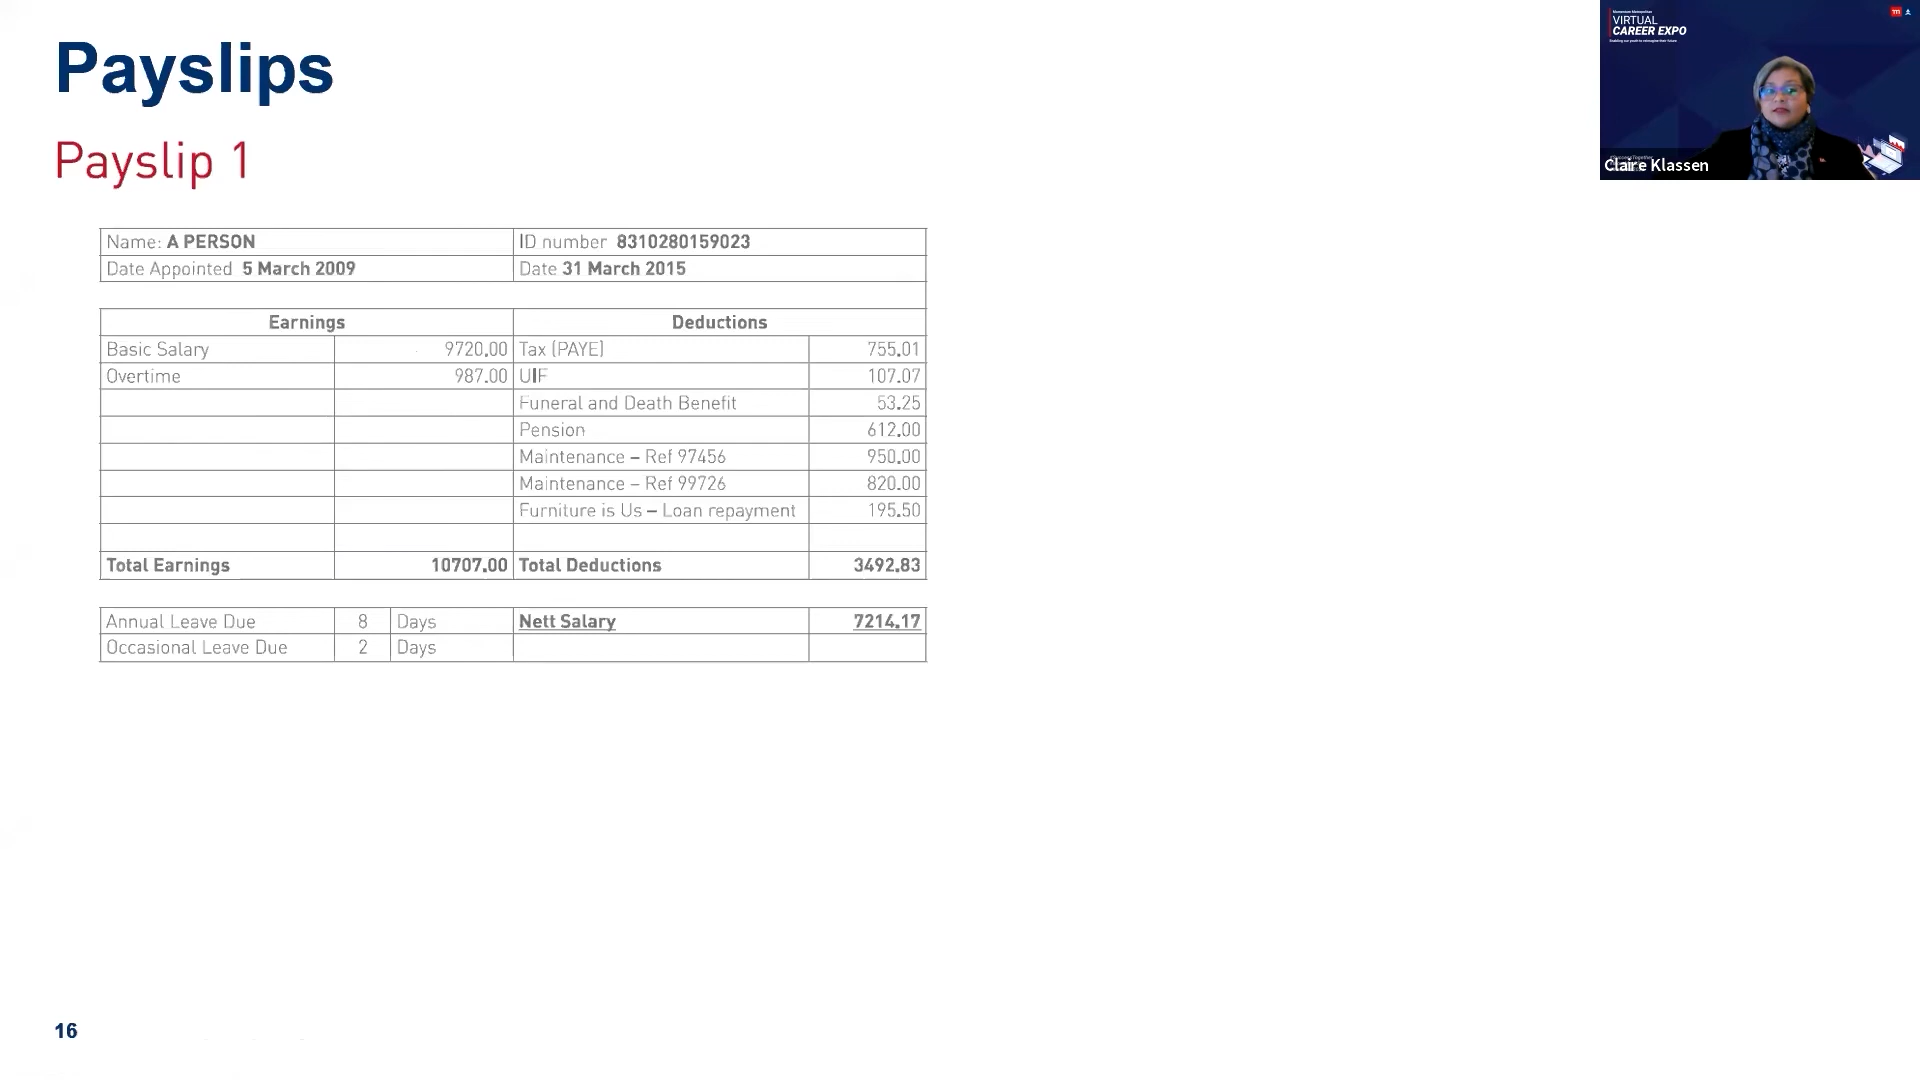 Payslips
Payslip 1
Momentum Metropolitan
VIRTUAL
CAREER EXPO
Claire Klassen
Name: A PERSON ID number 8310280159023
Date Appointed 5 March 2009 Date 31 March 2015
Earnings Deductions
Basic Salary 9720.00 Tax (PAYE) 755.01
Overtime 987.00 UIF 107.07
Funeral and Death Benefit 53.25
Pension 612.00
Maintenance – Ref 97456 950.00
Maintenance – Ref 99726 820.00
Furniture is Us – Loan repayment 195.50
Total Earnings 10707.00 Total Deductions 3492.83
Annual Leave Due 8 Days Nett Salary 7214.17
Occasional Leave Due 2 Days
16